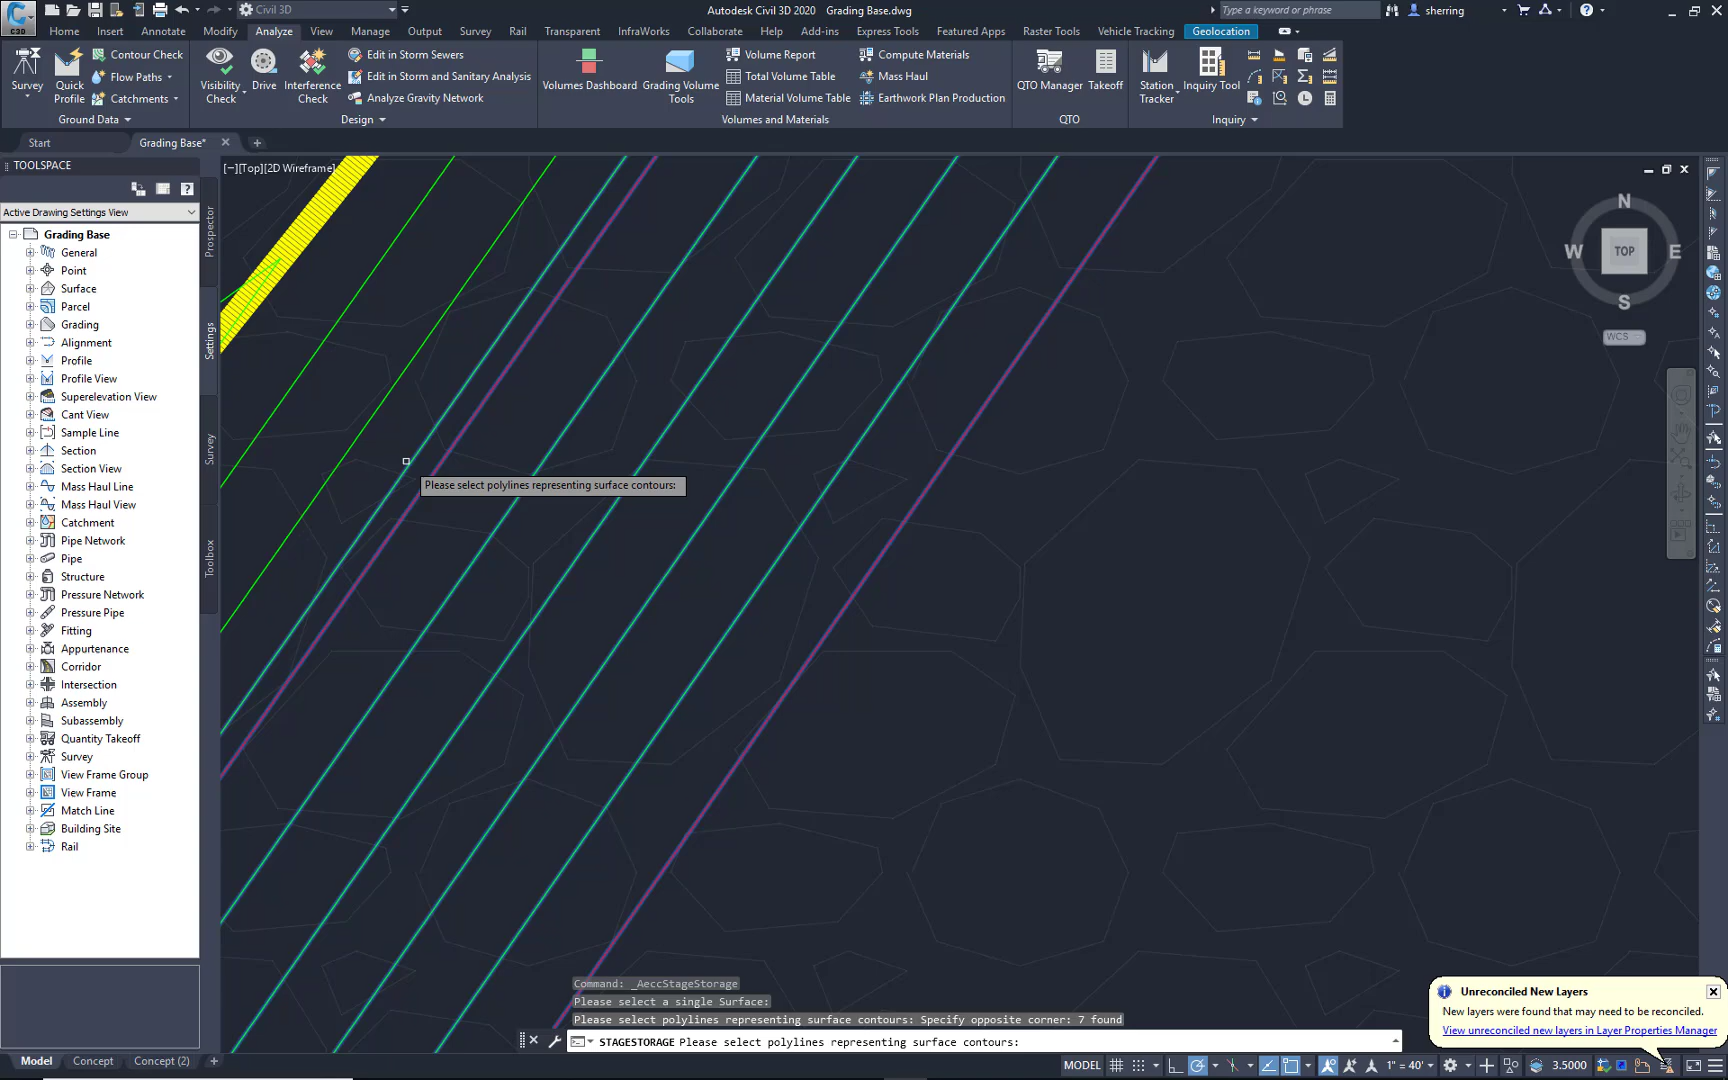 C3D
Civil 3D
Autodesk Civil 3D 2020 Grading Base.dwg
Type a keyword or phrase
sherring
Home Insert Annotate Modify Analyze View Manage Output Survey Rail Transparent InfraWorks Collaborate Help Add-ins Express Tools Featured Apps Raster Tools Vehicle Tracking Geolocation
Survey
Quick Profile
Contour Check
Flow Paths
Catchments
Ground Data
Visibility Check
Drive
Interference Check
Edit in Storm Sewers
Edit in Storm and Sanitary Analysis
Analyze Gravity Network
Design
Volumes Dashboard
Grading Volume Tools
Volume Report
Total Volume Table
Material Volume Table
Compute Materials
Mass Haul
Earthwork Plan Production
Volumes and Materials
QTO Manager
Takeoff
QTO
Station Tracker
Inquiry Tool
Inquiry
Start
Grading Base*
TOOLSPACE
Active Drawing Settings View
Grading Base
General
Point
Surface
Parcel
Grading
Alignment
Profile
Profile View
Superelevation View
Cant View
Sample Line
Section
Section View
Mass Haul Line
Mass Haul View
Catchment
Pipe Network
Pipe
Structure
Pressure Network
Pressure Pipe
Fitting
Appurtenance
Corridor
Intersection
Assembly
Subassembly
Quantity Takeoff
Survey
View Frame Group
View Frame
Match Line
Building Site
Rail
Prospector
Settings
Survey
Toolbox
[−][Top][2D Wireframe]
N
W TOP E
S
WCS
Please select polylines representing surface contours:
Command: _AeccStageStorage
Please select a single Surface:
Please select polylines representing surface contours: Specify opposite corner: 7 found
STAGESTORAGE Please select polylines representing surface contours:
Unreconciled New Layers
New layers were found that may need to be reconciled.
View unreconciled new layers in Layer Properties Manager
Model Concept Concept (2)
MODEL
1" = 40'
3.5000